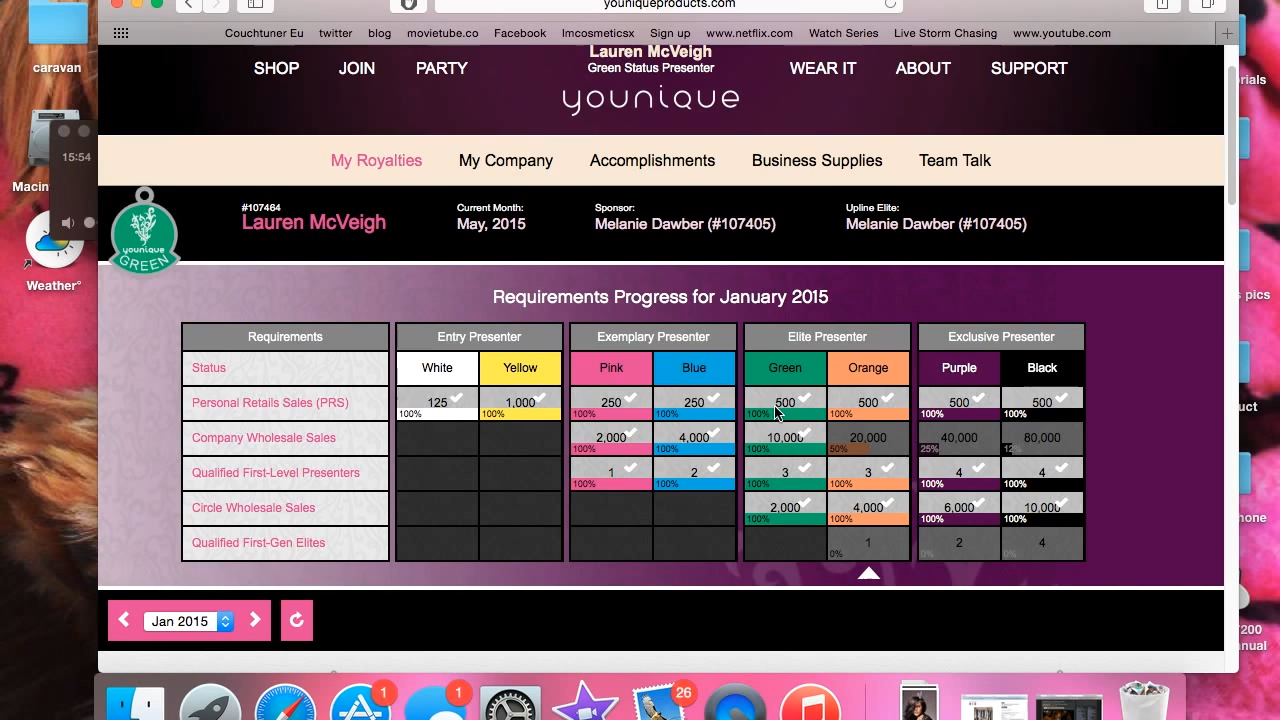 youniqueproducts.com
Couchtuner Eu twitter blog movietube.co Facebook lmcosmeticsx Sign up www.netflix.com Watch Series Live Storm Chasing www.youtube.com
caravan
Lauren McVeigh
Green Status Presenter
SHOP JOIN PARTY WEAR IT ABOUT SUPPORT
younique
15:54
My Royalties My Company Accomplishments Business Supplies Team Talk
Macin
#107464 Current Month: Sponsor: Upline Elite:
Lauren McVeigh May, 2015 Melanie Dawber (#107405) Melanie Dawber (#107405)
younique
GREEN
Weather°
s pics
Requirements Progress for January 2015
Requirements Entry Presenter Exemplary Presenter Elite Presenter Exclusive Presenter
Status White Yellow Pink Blue Green Orange Purple Black
Personal Retails Sales (PRS) 125 1,000 250 250 500 500 500 500
100% 100% 100% 100% 100% 100% 100% 100%
Company Wholesale Sales 2,000 4,000 10,000 20,000 40,000 80,000
100% 100% 100% 50% 25% 12%
Qualified First-Level Presenters 1 2 3 3 4 4
100% 100% 100% 100% 100% 100%
Circle Wholesale Sales 2,000 4,000 6,000 10,000
100% 100% 100% 100%
Qualified First-Gen Elites 1 2 4
0% 0% 0%
Jan 2015
1 1 26